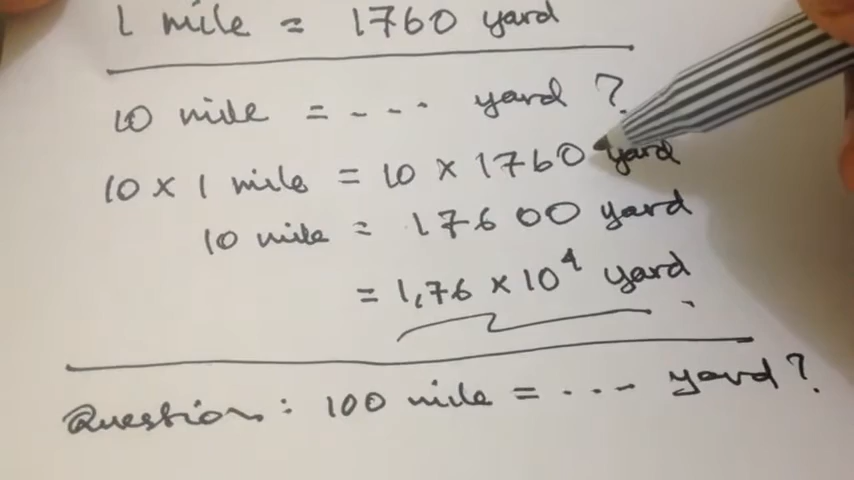 1 mile = 1760 yard
10 mile = .... yard ?
10 × 1 mile = 10 × 1760 yard
10 mile = 17600 yard
= 1,76 × 10⁴ yard
Question : 100 mile = .... yard ?